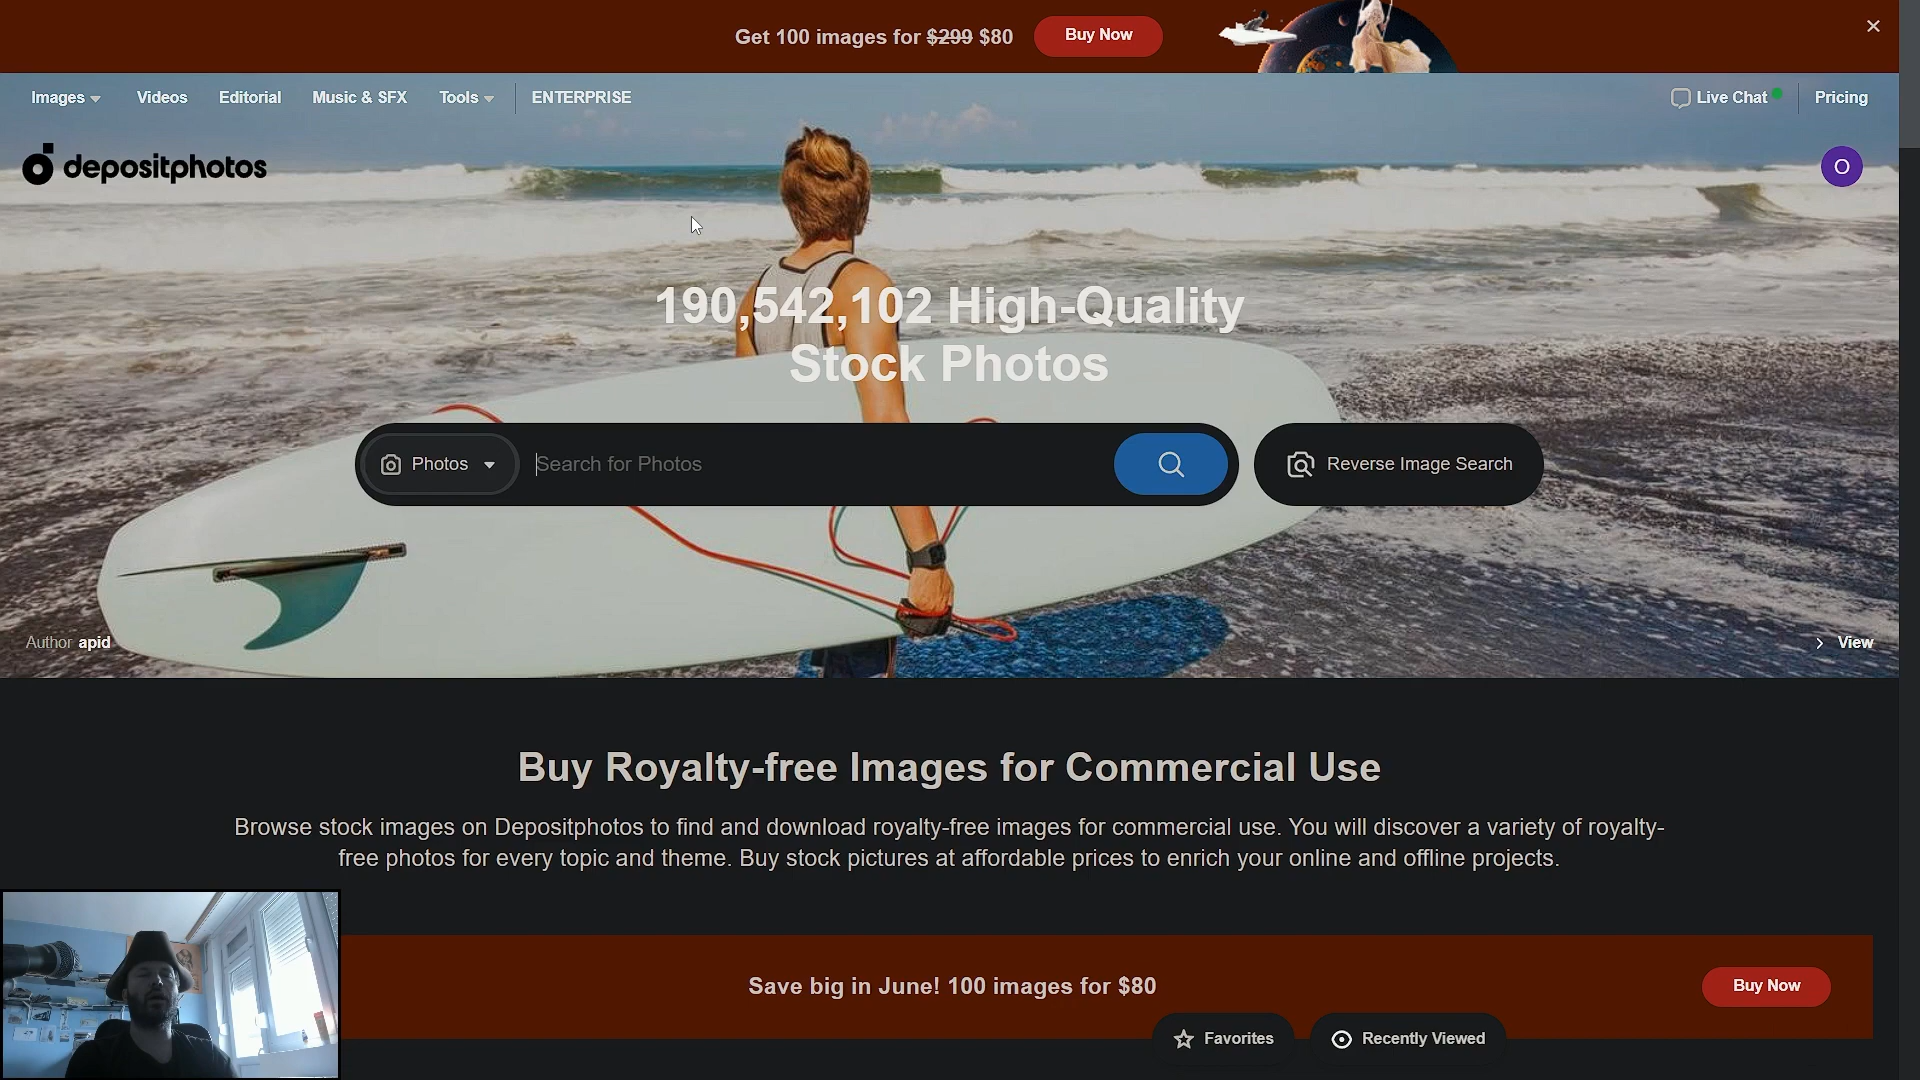 Get 100 images for $299 $80
Buy Now
Images
Videos
Editorial
Music & SFX
Tools
ENTERPRISE
Live Chat
Pricing
depositphotos
O
190,542,102 High-Quality
Stock Photos
Photos
Search for Photos
Reverse Image Search
Author apid
View
Buy Royalty-free Images for Commercial Use
Browse stock images on Depositphotos to find and download royalty-free images for commercial use. You will discover a variety of royalty-
free photos for every topic and theme. Buy stock pictures at affordable prices to enrich your online and offline projects.
Save big in June! 100 images for $80
Buy Now
Favorites
Recently Viewed